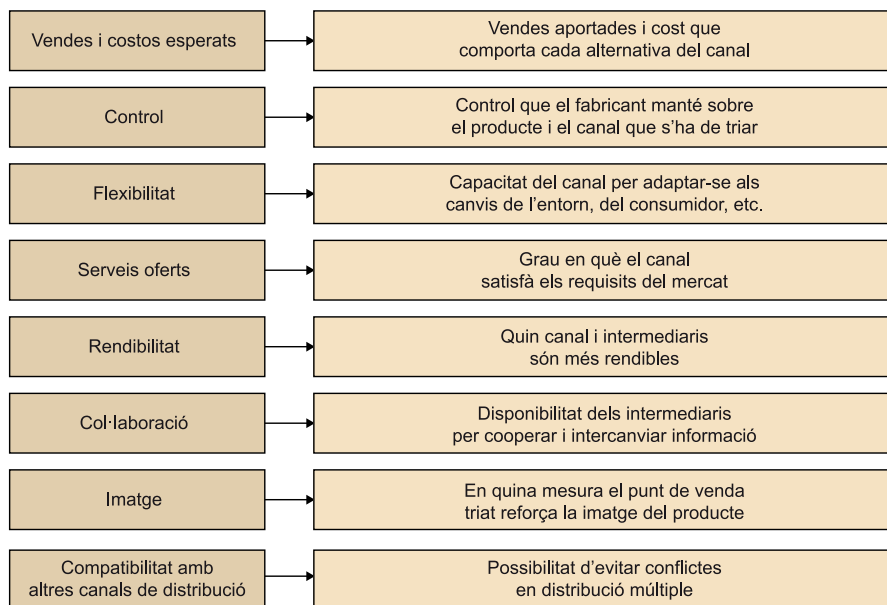 Vendes i costos esperats
Vendes aportades i cost que
comporta cada alternativa del canal
Control
Control que el fabricant manté sobre
el producte i el canal que s’ha de triar
Flexibilitat
Capacitat del canal per adaptar-se als
canvis de l’entorn, del consumidor, etc.
Serveis oferts
Grau en què el canal
satisfà els requisits del mercat
Rendibilitat
Quin canal i intermediaris
són més rendibles
Col·laboració
Disponibilitat dels intermediaris
per cooperar i intercanviar informació
Imatge
En quina mesura el punt de venda
triat reforça la imatge del producte
Compatibilitat amb
altres canals de distribució
Possibilitat d’evitar conflictes
en distribució múltiple